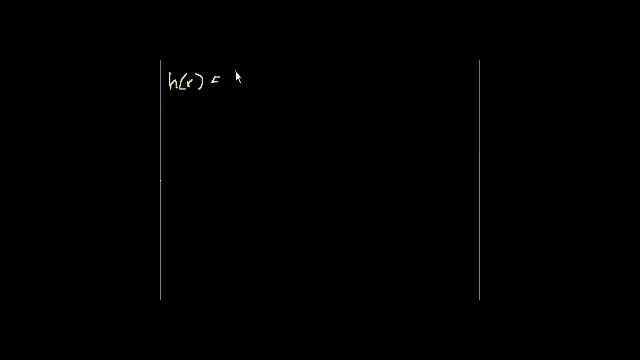 h(x) =